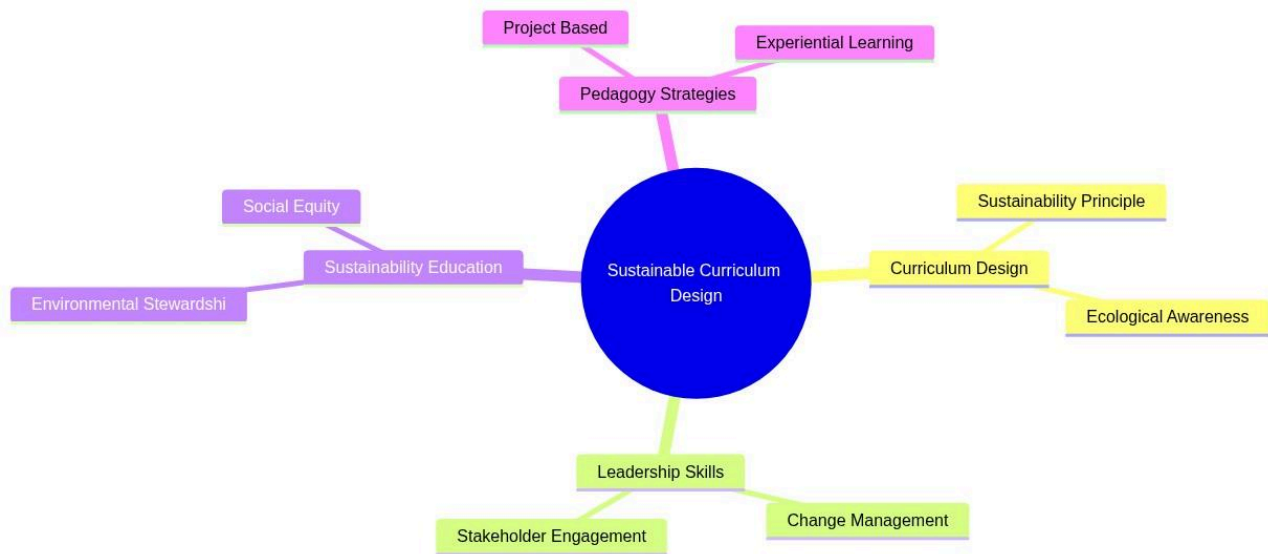 Project Based
Experiential Learning
Pedagogy Strategies
Social Equity
Sustainability Education
Environmental Stewardshi
Sustainable Curriculum
Design
Sustainability Principle
Curriculum Design
Ecological Awareness
Leadership Skills
Stakeholder Engagement
Change Management